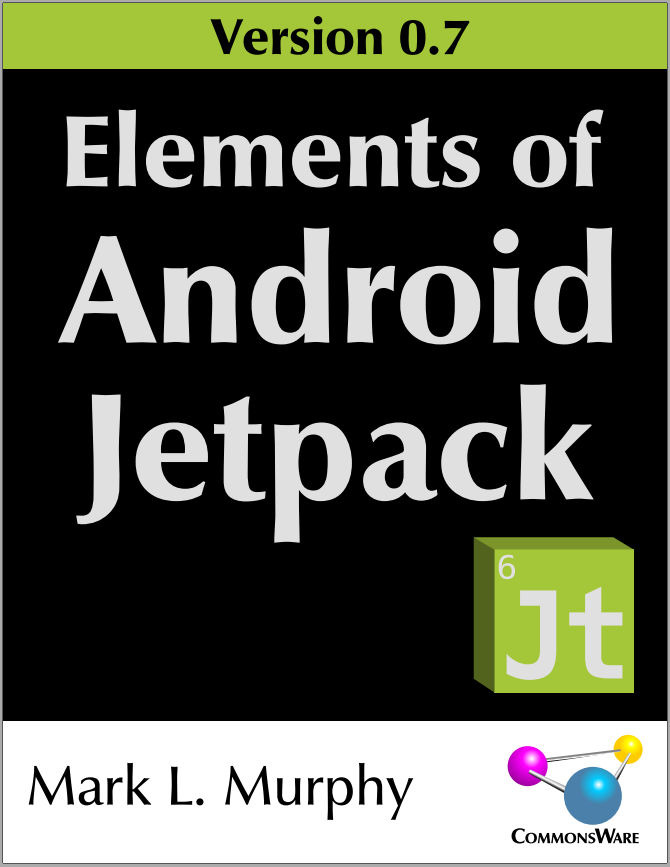 Version 0.7
Elements of
Android
Jetpack
6
Jt
Mark L. Murphy
CommonsWare